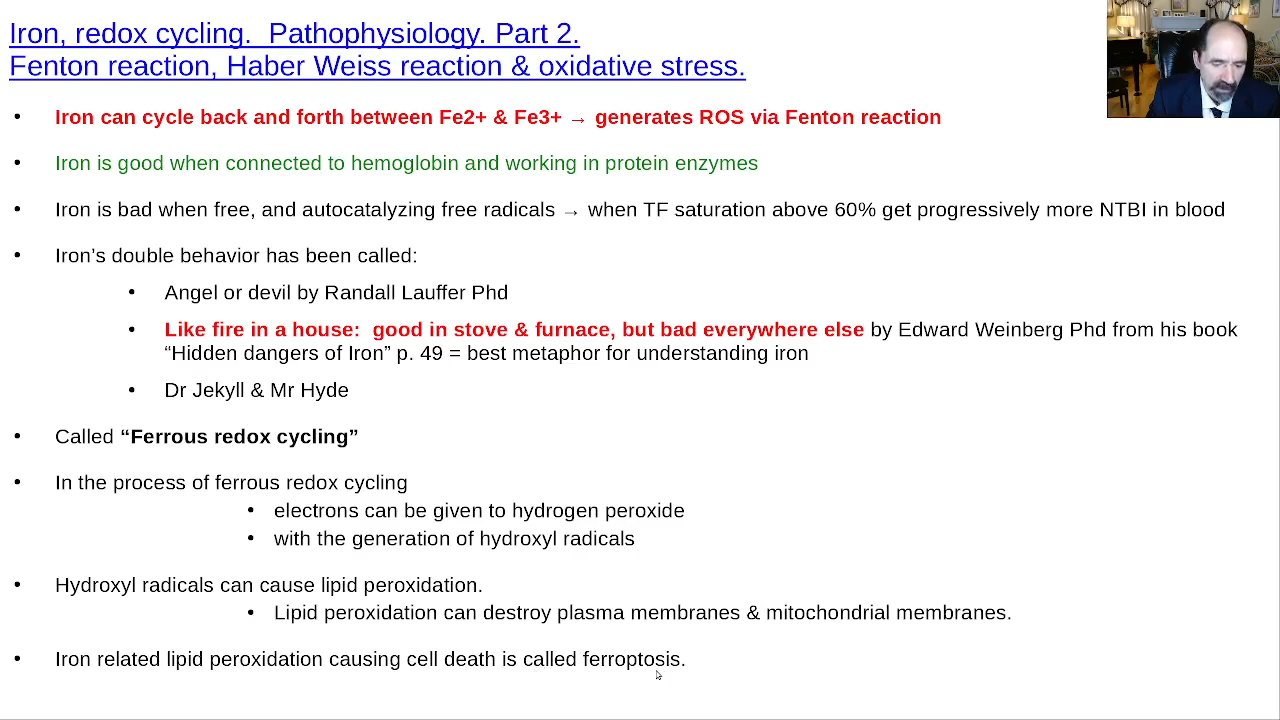 Iron, redox cycling.  Pathophysiology. Part 2.
Fenton reaction, Haber Weiss reaction & oxidative stress.
• Iron can cycle back and forth between Fe2+ & Fe3+ → generates ROS via Fenton reaction
• Iron is good when connected to hemoglobin and working in protein enzymes
• Iron is bad when free, and autocatalyzing free radicals → when TF saturation above 60% get progressively more NTBI in blood
• Iron’s double behavior has been called:
• Angel or devil by Randall Lauffer Phd
• Like fire in a house:  good in stove & furnace, but bad everywhere else by Edward Weinberg Phd from his book
“Hidden dangers of Iron” p. 49 = best metaphor for understanding iron
• Dr Jekyll & Mr Hyde
• Called “Ferrous redox cycling”
• In the process of ferrous redox cycling
• electrons can be given to hydrogen peroxide
• with the generation of hydroxyl radicals
• Hydroxyl radicals can cause lipid peroxidation.
• Lipid peroxidation can destroy plasma membranes & mitochondrial membranes.
• Iron related lipid peroxidation causing cell death is called ferroptosis.